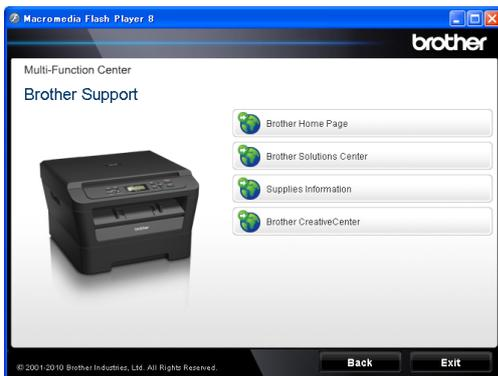 Macromedia Flash Player 8
brother
Multi-Function Center
Brother Support
Brother Home Page
Brother Solutions Center
Supplies Information
Brother CreativeCenter
© 2001-2010 Brother Industries, Ltd. All Rights Reserved.
Back
Exit